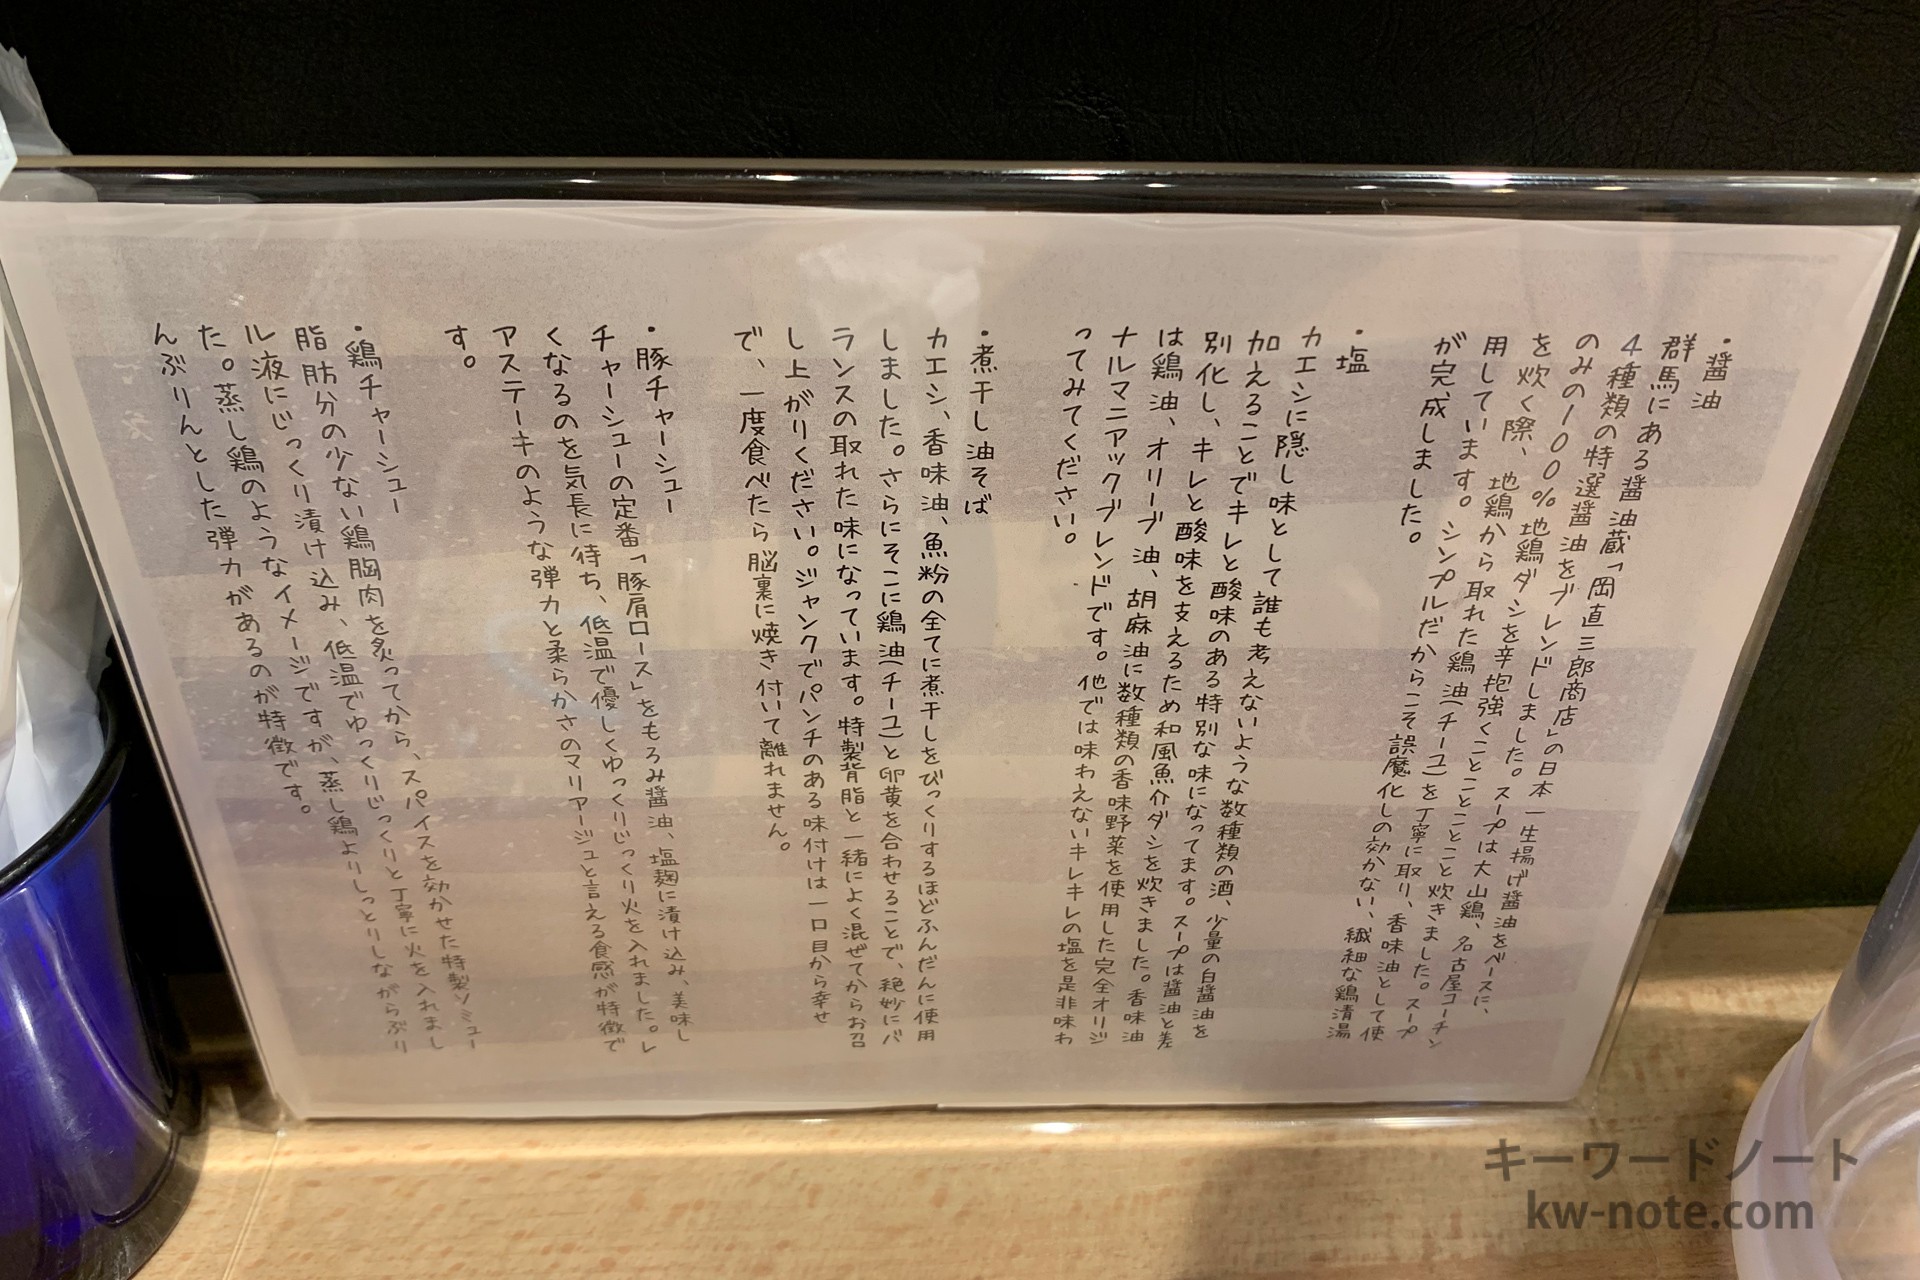 ・醤油
群馬にある醤油蔵「岡直三郎商店」の日本一生揚げ醤油をベースに、
4種類の特選醤油をブレンドしました。スープは大山鶏、名古屋コーチン
のみの100%地鶏ダシを辛抱強くことことことこと炊きました。スープ
を炊く際、地鶏から取れた鶏油(チーユ)を丁寧に取り、香味油として使
用しています。シンプルだからこそ誤魔化しの効かない、繊細な鶏清湯
が完成しました。
・塩
カエシに隠し味として誰も考えないような数種類の酒、少量の白醤油を
加えることでキレと酸味のある特別な味になってます。スープは醤油と差
別化し、キレと酸味を支えるため和風魚介ダシを炊きました。香味油
は鶏油、オリーブ油、胡麻油に数種類の香味野菜を使用した完全オリジ
ナルマニアックブレンドです。他では味わえないキレキレの塩を是非味わ
ってみてください。
・煮干し油そば
カエシ、香味油、魚粉の全てに煮干しをびっくりするほどふんだんに使用
しました。さらにそこに鶏油(チーユ)と卵黄を合わせることで、絶妙にバ
ランスの取れた味になっています。特製背脂と一緒によく混ぜてからお召
し上がりください。ジャンクでパンチのある味付けは一口目から幸せ
で、一度食べたら脳裏に焼き付いて離れません。
・豚チャーシュー
チャーシューの定番「豚肩ロース」をもろみ醤油、塩麹に漬け込み、美味し
くなるのを気長に待ち、低温で優しくゆっくりじっくり火を入れました。レ
アステーキのような弾力と柔らかさのマリアージュと言える食感が特徴で
す。
・鶏チャーシュー
脂肪分の少ない鶏胸肉を炙ってから、スパイスを効かせた特製ソミュー
ル液にじっくり漬け込み、低温でゆっくりじっくりと丁寧に火を入れまし
た。蒸し鶏のようなイメージですが、蒸し鶏よりしっとりしながらぷり
んぷりんとした弾力があるのが特徴です。
キーワードノート
kw-note.com